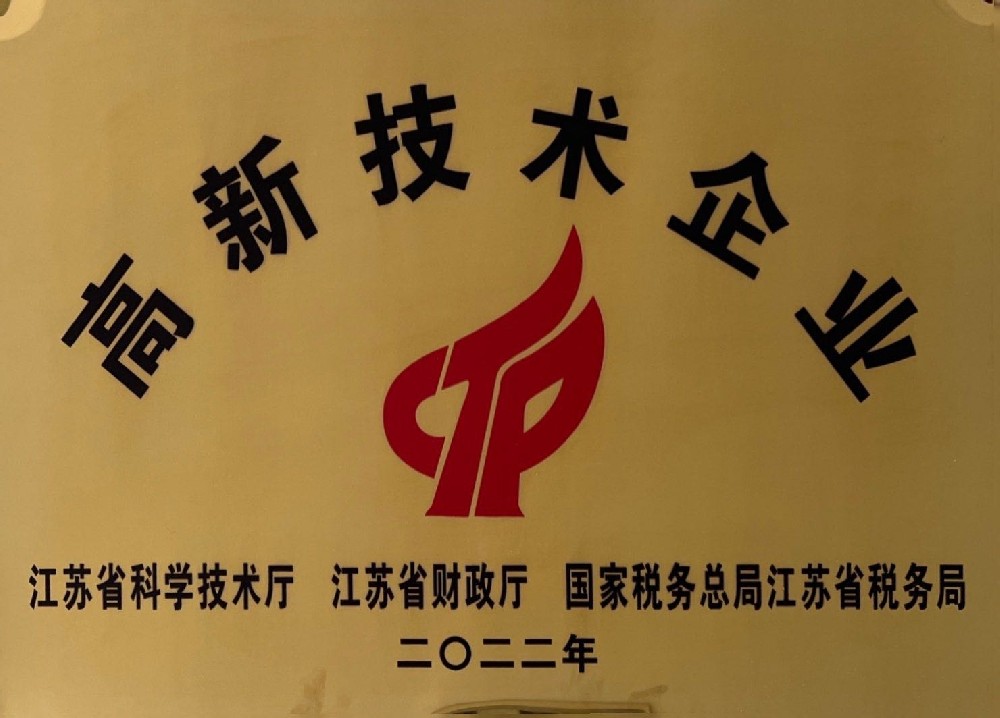 高新技术企业
江苏省科学技术厅 江苏省财政厅 国家税务总局江苏省税务局
二〇二二年